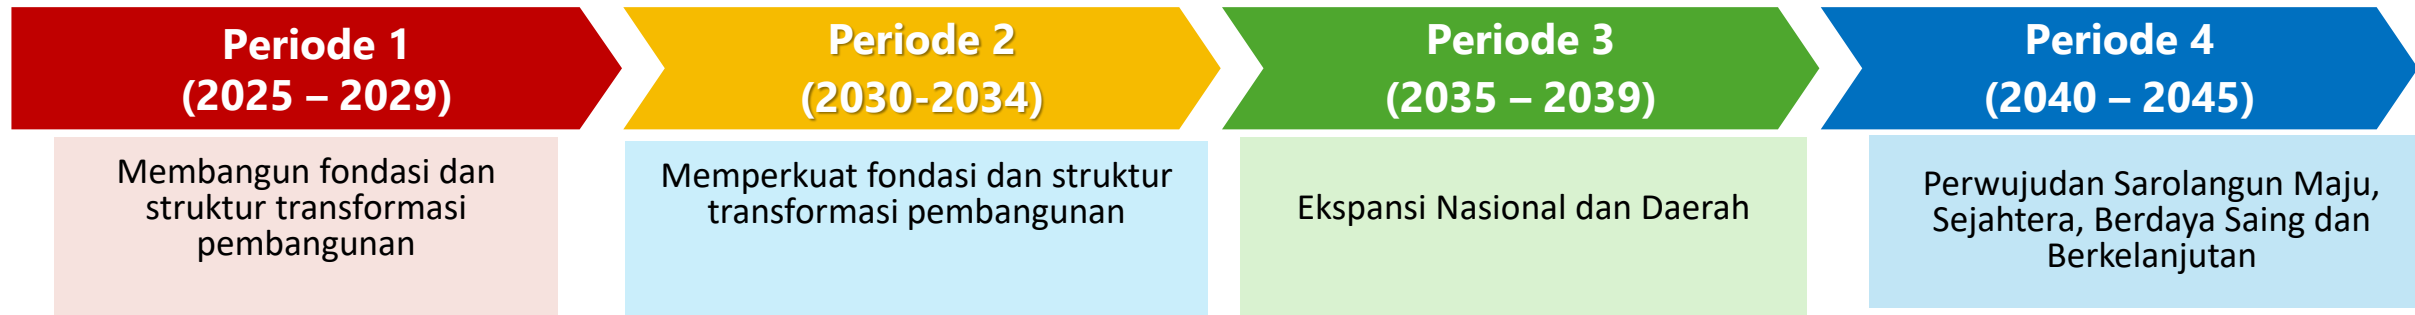 Periode 1
(2025 – 2029)
Membangun fondasi dan
struktur transformasi
pembangunan
Periode 2
(2030-2034)
Memperkuat fondasi dan struktur
transformasi pembangunan
Periode 3
(2035 – 2039)
Ekspansi Nasional dan Daerah
Periode 4
(2040 – 2045)
Perwujudan Sarolangun Maju,
Sejahtera, Berdaya Saing dan
Berkelanjutan